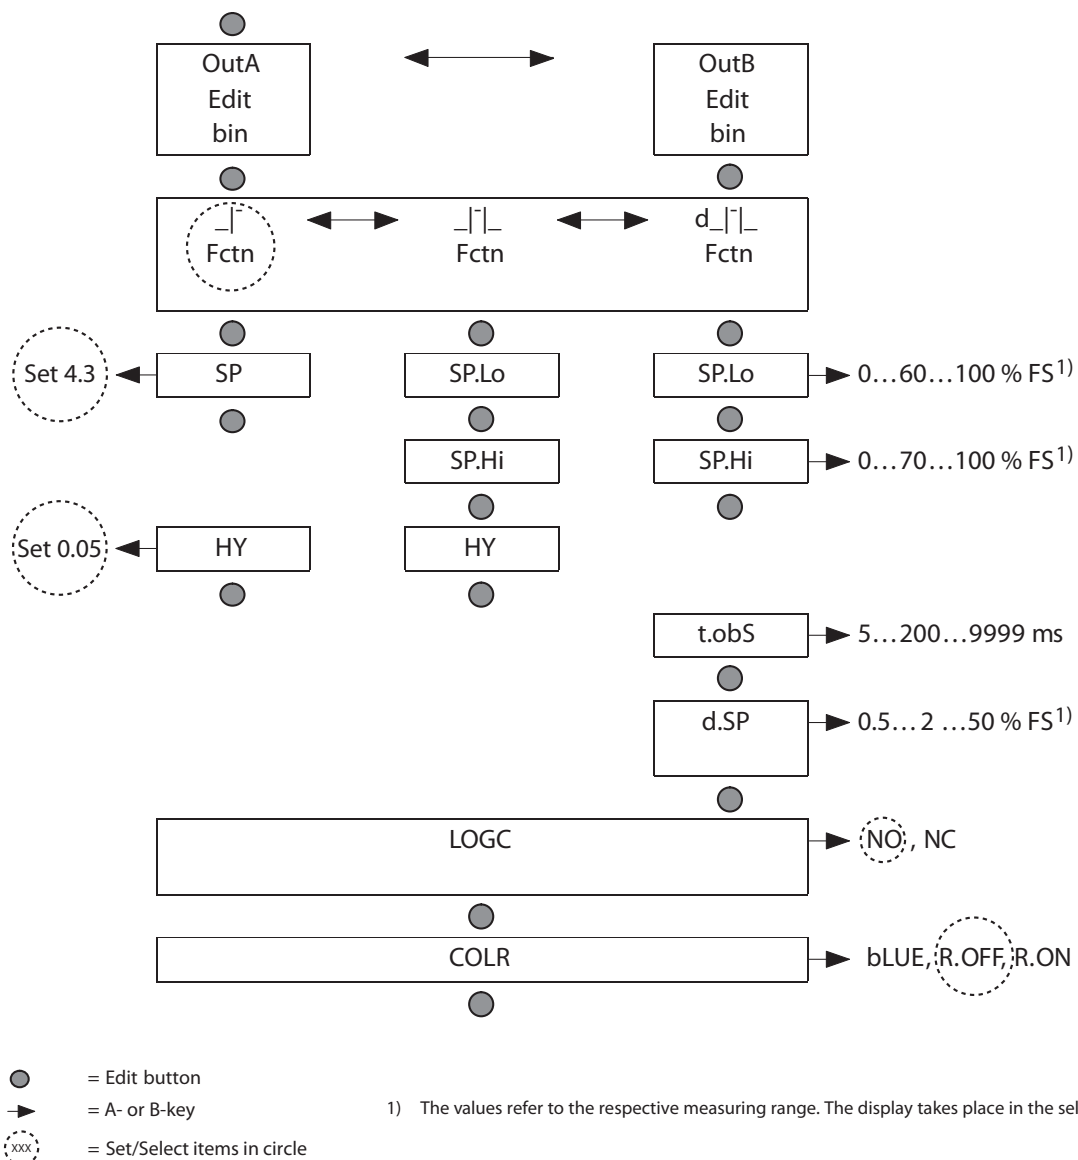 OutA OutB
Edit Edit
bin bin
_|¯ _|¯|_ d_|¯|_
Fctn Fctn Fctn
Set 4.3 SP SP.Lo SP.Lo 0…60…100 % FS1)
SP.Hi SP.Hi 0…70…100 % FS1)
Set 0.05 HY HY
t.obS 5…200…9999 ms
d.SP 0.5…2 …50 % FS1)
LOGC NO , NC
COLR bLUE, R.OFF, R.ON
= Edit button
= A- or B-key 1) The values refer to the respective measuring range. The display takes place in the sel
xxx = Set/Select items in circle